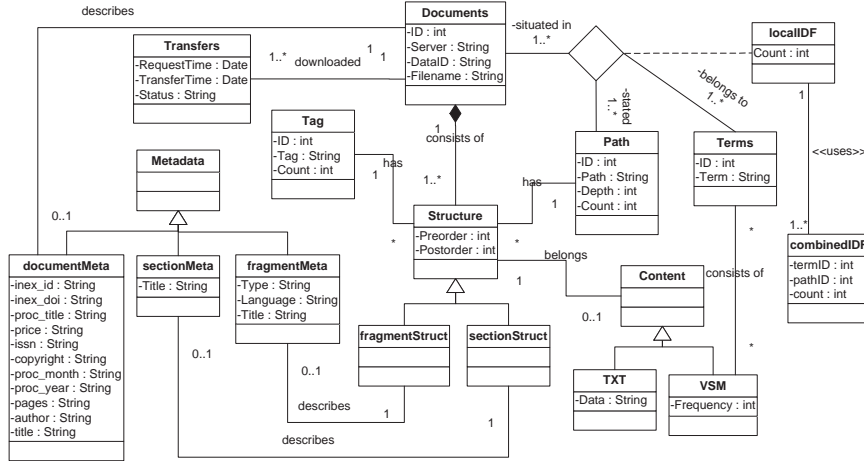 describes
Documents
-ID : int
-Server : String
-DataID : String
-Filename : String
-situated in
1..*
localIDF
Count : int
Transfers
-RequestTime : Date
-TransferTime : Date
-Status : String
1..*
downloaded
1
1
-belongs to
1..*
-stated
1..*
1
consists of
1..*
Tag
-ID : int
-Tag : String
-Count : int
has
1
*
Path
-ID : int
-Path : String
-Depth : int
-Count : int
has
1
*
Terms
-ID : int
-Term : String
1
<<uses>>
1..*
Metadata
0..1
Structure
-Preorder : int
-Postorder : int
*
consists of
*
combinedIDF
-termID : int
-pathID : int
-count : int
documentMeta
-inex_id : String
-inex_doi : String
-proc_title : String
-price : String
-issn : String
-copyright : String
-proc_month : String
-proc_year : String
-pages : String
-author : String
-title : String
sectionMeta
-Title : String
fragmentMeta
-Type : String
-Language : String
-Title : String
belongs
1
0..1
Content
fragmentStruct
sectionStruct
0..1
0..1
TXT
-Data : String
VSM
-Frequency : int
describes
1
describes
1